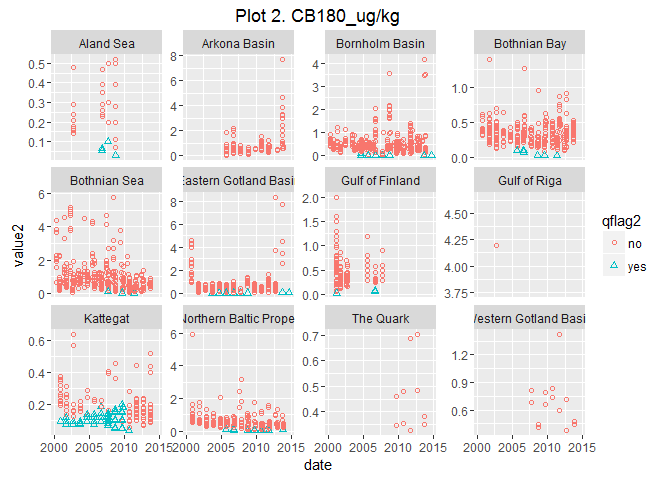 Plot 2. CB180_ug/kg
Aland Sea
Arkona Basin
Bornholm Basin
Bothnian Bay
0.5
0.4
0.3
0.2
0.1
8
6
4
2
0
4
3
2
1
0
1.0
0.5
0.0
Bothnian Sea
Eastern Gotland Basi
Gulf of Finland
Gulf of Riga
6
4
2
0
8
6
4
2
0
2.0
1.5
1.0
0.5
0.0
4.50
4.25
4.00
3.75
Kattegat
Northern Baltic Prope
The Quark
Western Gotland Basi
0.6
0.4
0.2
6
4
2
0
0.7
0.6
0.5
0.4
1.2
0.9
0.6
2000 2005 2010 2015
2000 2005 2010 2015
2000 2005 2010 2015
2000 2005 2010 2015
date
value2
qflag2
no
yes